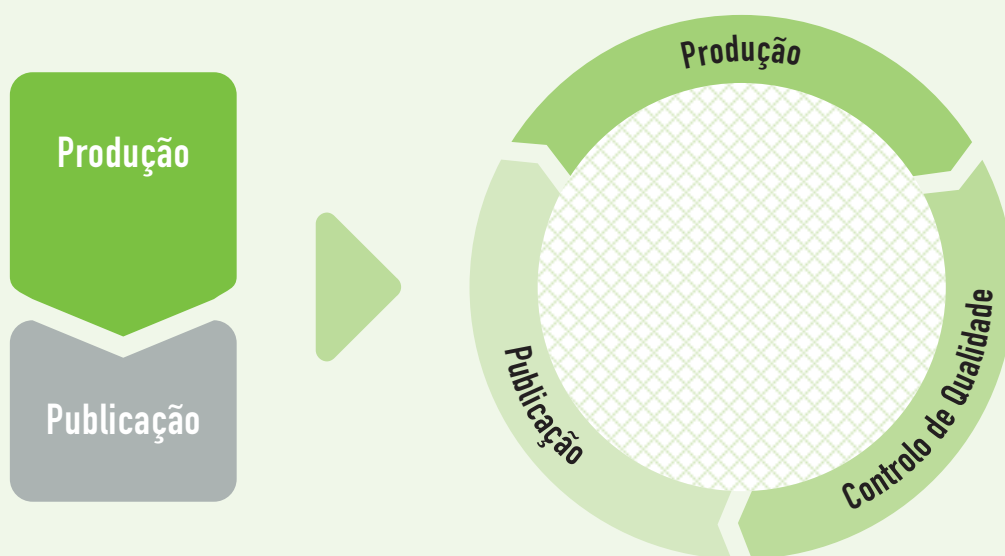 Produção
Publicação
Produção
Controlo de Qualidade
Publicação